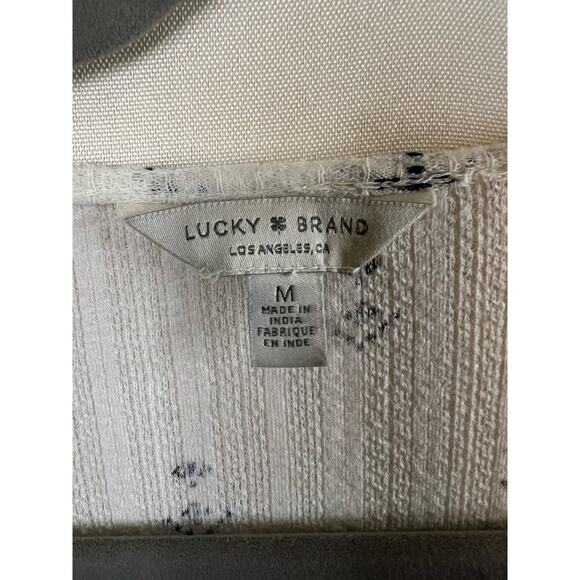 LUCKY BRAND
LOS ANGELES, CA
M
MADE IN
INDIA
FABRIQUE
EN INDE